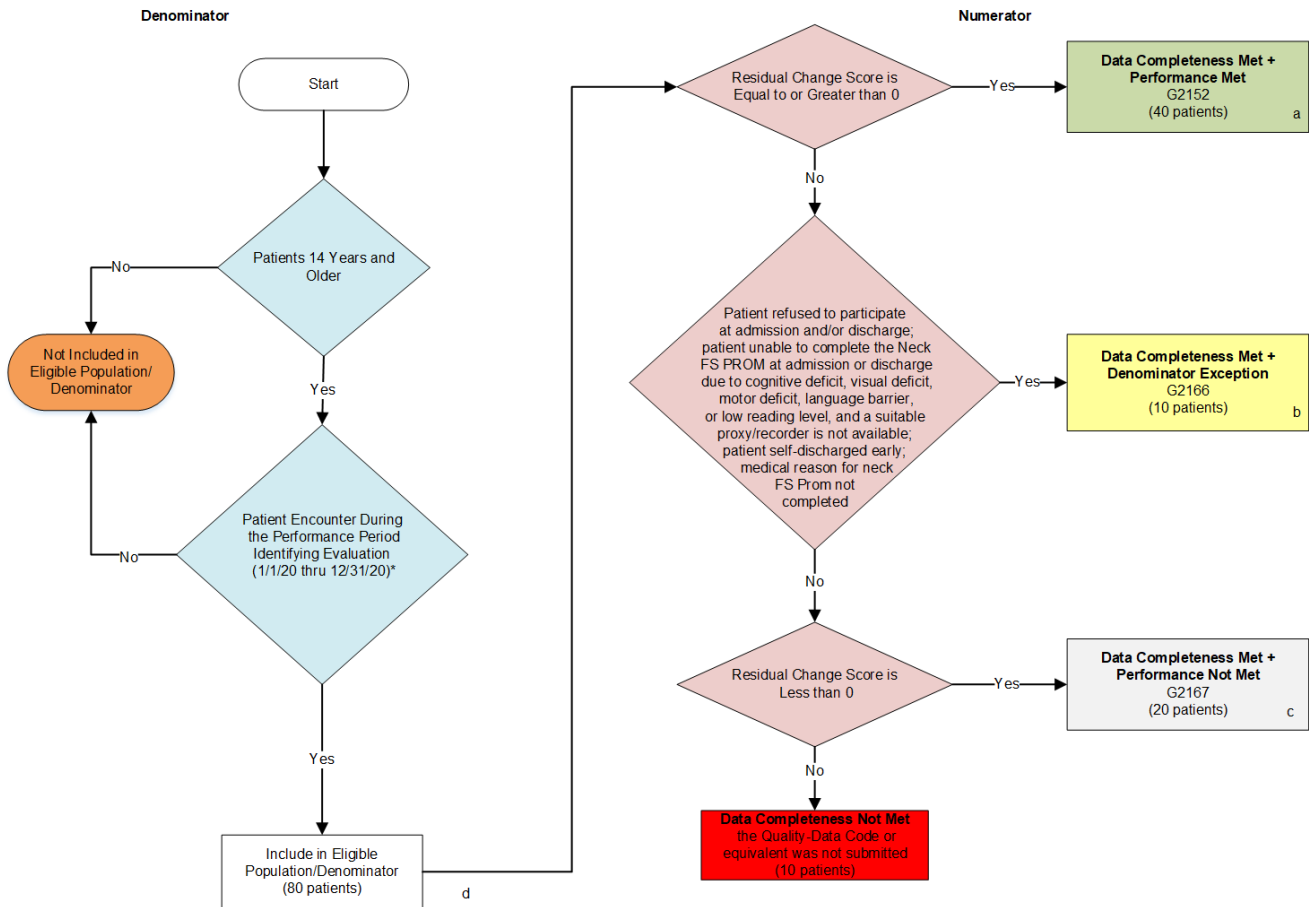 Denominator
Numerator
Start
Patients 14 Years and
Older
No
Not Included in
Eligible Population/
Denominator
Yes
Patient Encounter During
the Performance Period
Identifying Evaluation
(1/1/20 thru 12/31/20)*
No
Yes
Include in Eligible
Population/Denominator
(80 patients)
d
Residual Change Score is
Equal to or Greater than 0
Yes
Data Completeness Met +
Performance Met
G2152
(40 patients)
a
No
Patient refused to participate
at admission and/or discharge;
patient unable to complete the Neck
FS PROM at admission or discharge
due to cognitive deficit, visual deficit,
motor deficit, language barrier,
or low reading level, and a suitable
proxy/recorder is not available;
patient self-discharged early;
medical reason for neck
FS Prom not
completed
Yes
Data Completeness Met +
Denominator Exception
G2166
(10 patients)
b
No
Residual Change Score is
Less than 0
Yes
Data Completeness Met +
Performance Not Met
G2167
(20 patients)
c
No
Data Completeness Not Met
the Quality-Data Code or
equivalent was not submitted
(10 patients)